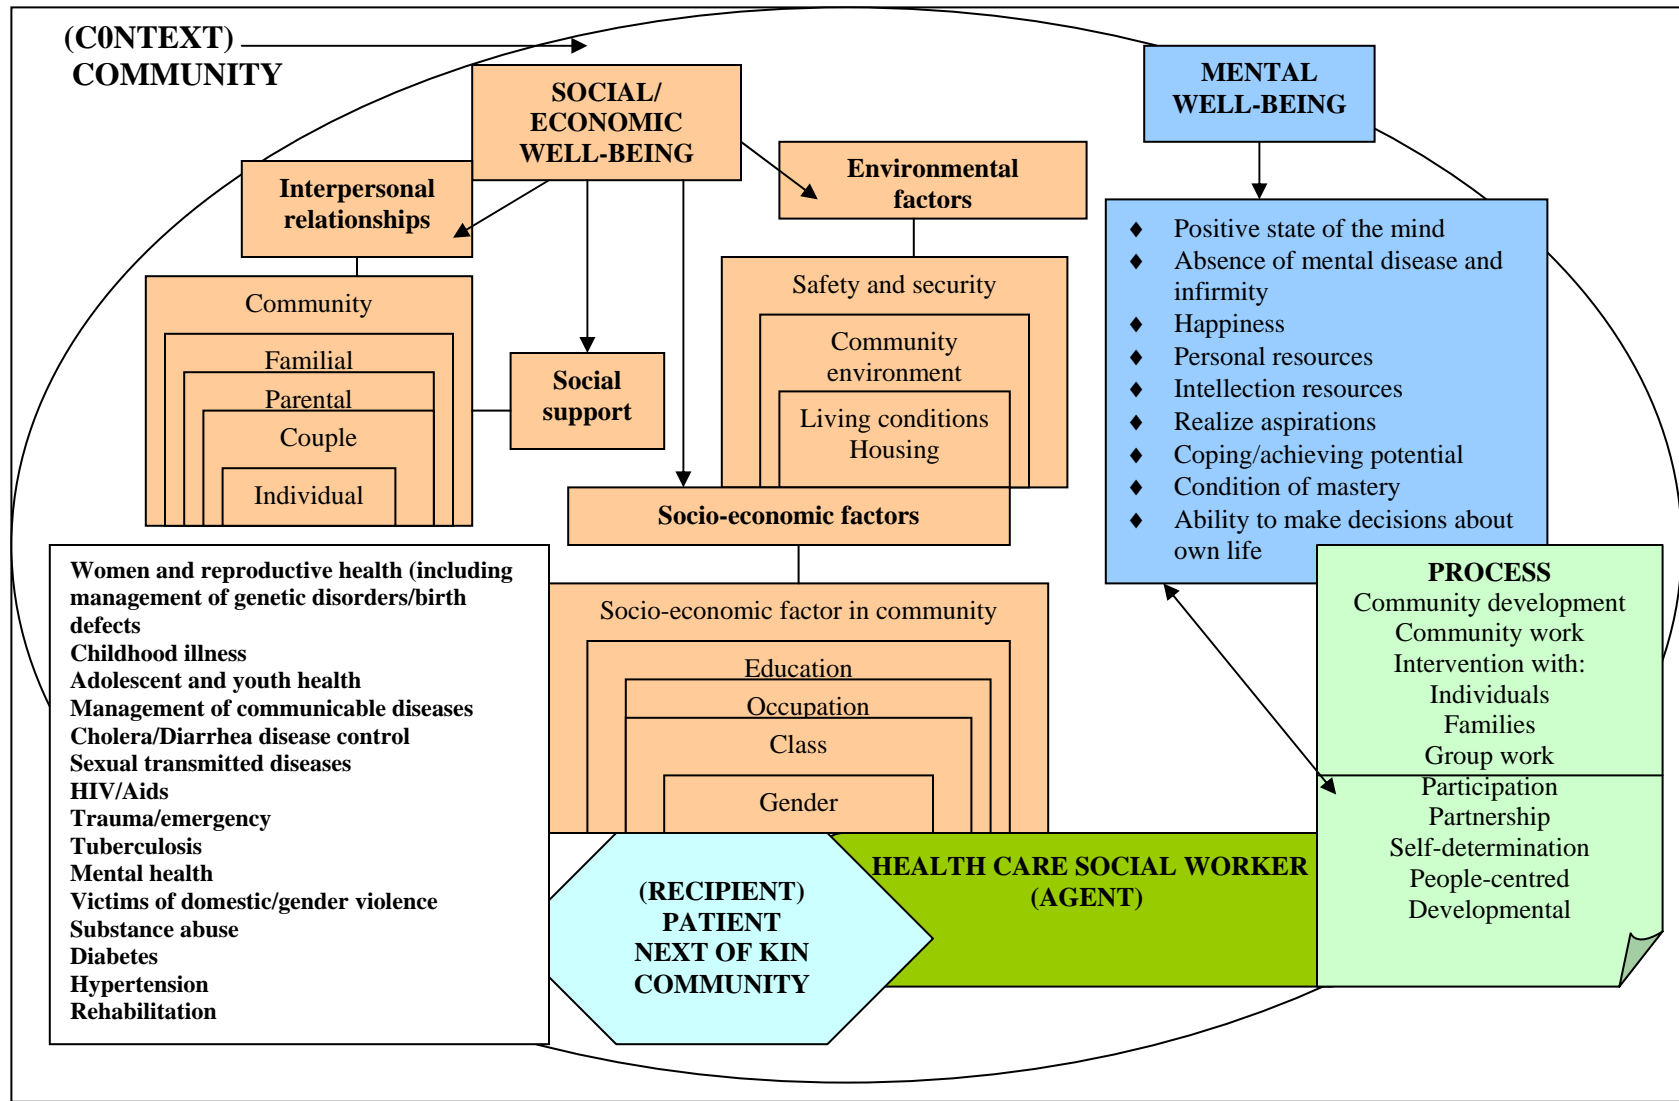 (C0NTEXT)
COMMUNITY
SOCIAL/
ECONOMIC
WELL-BEING
MENTAL
WELL-BEING
Interpersonal
relationships
Environmental
factors
Community
Familial
Parental
Couple
Individual
Social
support
Safety and security
Community
environment
Living conditions
Housing
♦ Positive state of the mind
♦ Absence of mental disease and
infirmity
♦ Happiness
♦ Personal resources
♦ Intellection resources
♦ Realize aspirations
♦ Coping/achieving potential
♦ Condition of mastery
♦ Ability to make decisions about
own life
Socio-economic factors
Socio-economic factor in community
Education
Occupation
Class
Gender
Women and reproductive health (including
management of genetic disorders/birth
defects
Childhood illness
Adolescent and youth health
Management of communicable diseases
Cholera/Diarrhea disease control
Sexual transmitted diseases
HIV/Aids
Trauma/emergency
Tuberculosis
Mental health
Victims of domestic/gender violence
Substance abuse
Diabetes
Hypertension
Rehabilitation
(RECIPIENT)
PATIENT
NEXT OF KIN
COMMUNITY
HEALTH CARE SOCIAL WORKER
(AGENT)
PROCESS
Community development
Community work
Intervention with:
Individuals
Families
Group work
Participation
Partnership
Self-determination
People-centred
Developmental